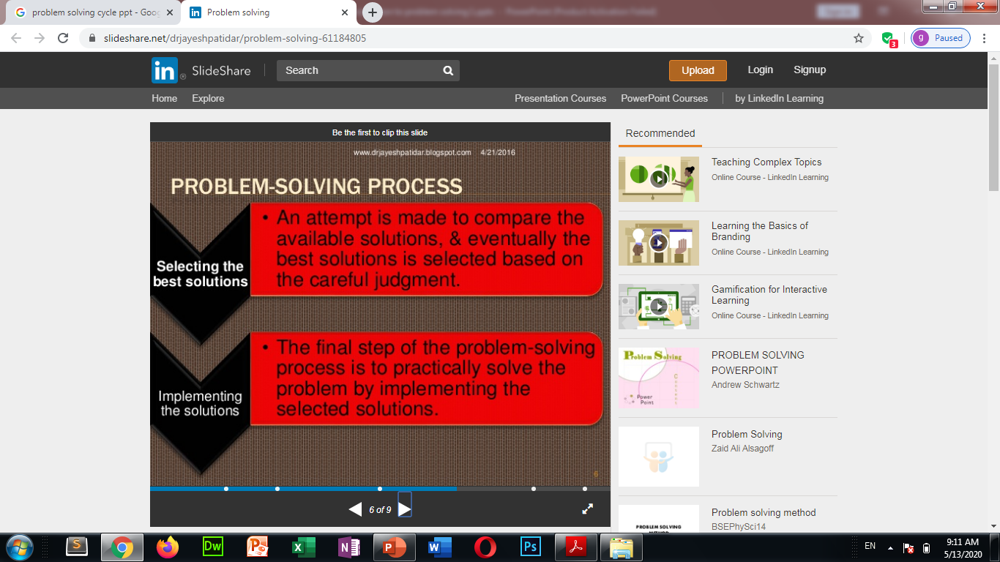 problem solving cycle ppt - Goog
Problem solving
slideshare.net/drjayeshpatidar/problem-solving-61184805
3
g
Paused
in
SlideShare
Search
Upload
Login
Signup
Home
Explore
Presentation Courses
PowerPoint Courses
by LinkedIn Learning
Be the first to clip this slide
www.drjayeshpatidar.blogspot.com 4/21/2016
PROBLEM-SOLVING PROCESS
Selecting the
best solutions
• An attempt is made to compare the
available solutions, & eventually the
best solutions is selected based on
the careful judgment.
Implementing
the solutions
• The final step of the problem-solving
process is to practically solve the
problem by implementing the
selected solutions.
6
6 of 9
Recommended
Teaching Complex Topics
Online Course - LinkedIn Learning
Learning the Basics of
Branding
Online Course - LinkedIn Learning
Gamification for Interactive
Learning
Online Course - LinkedIn Learning
Problem Solving
Power
Point
PROBLEM SOLVING
POWERPOINT
Andrew Schwartz
Problem Solving
Zaid Ali Alsagoff
PROBLEM SOLVING
Problem solving method
BSEPhySci14
S
Dw
P
X
N
P
W
Ps
EN
9:11 AM
5/13/2020